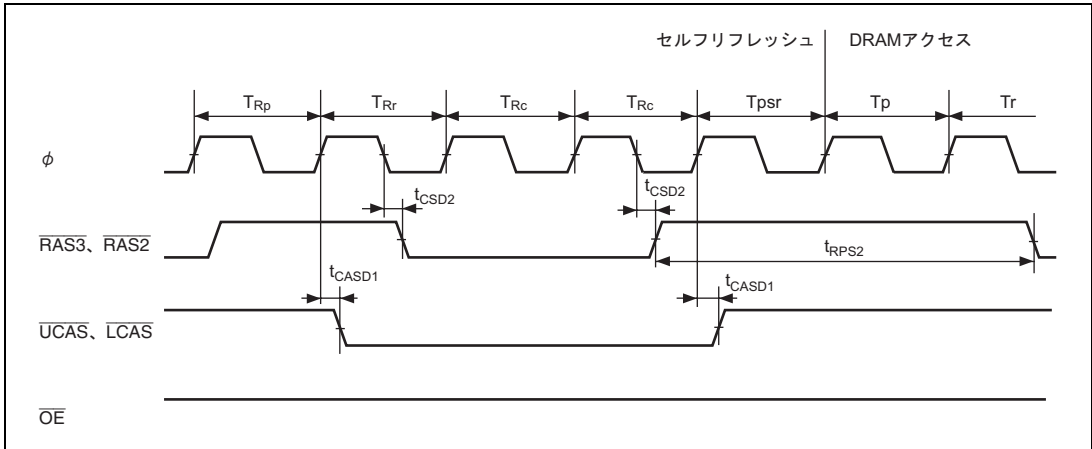 セルフリフレッシュ DRAMアクセス
TRp TRr TRc TRc Tpsr Tp Tr
φ
tCSD2 tCSD2
RAS3、RAS2
tRPS2
tCASD1 tCASD1
UCAS、LCAS
OE